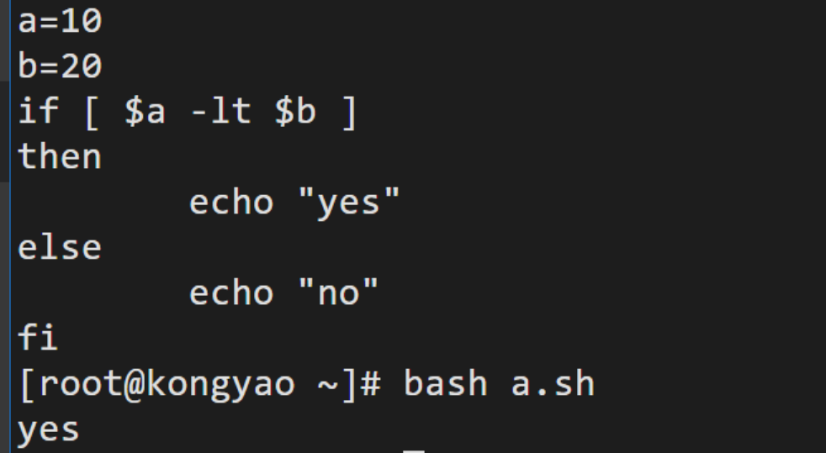 a=10
b=20
if [ $a -lt $b ]
then
        echo "yes"
else
        echo "no"
fi
[root@kongyao ~]# bash a.sh
yes